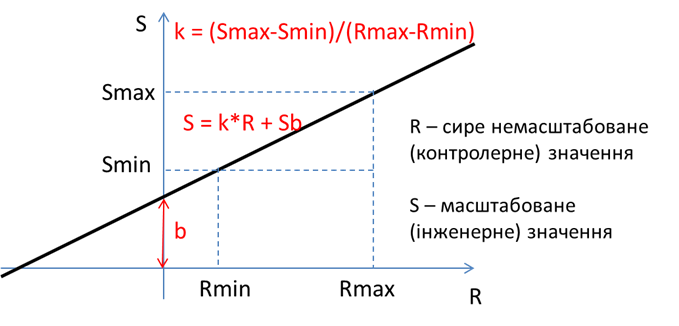 S
k = (Smax-Smin)/(Rmax-Rmin)
Smax
S = k*R + Sb
R – сире немасштабоване
(контролерне) значення
Smin
S – масштабоване
(інженерне) значення
b
Rmin
Rmax
R